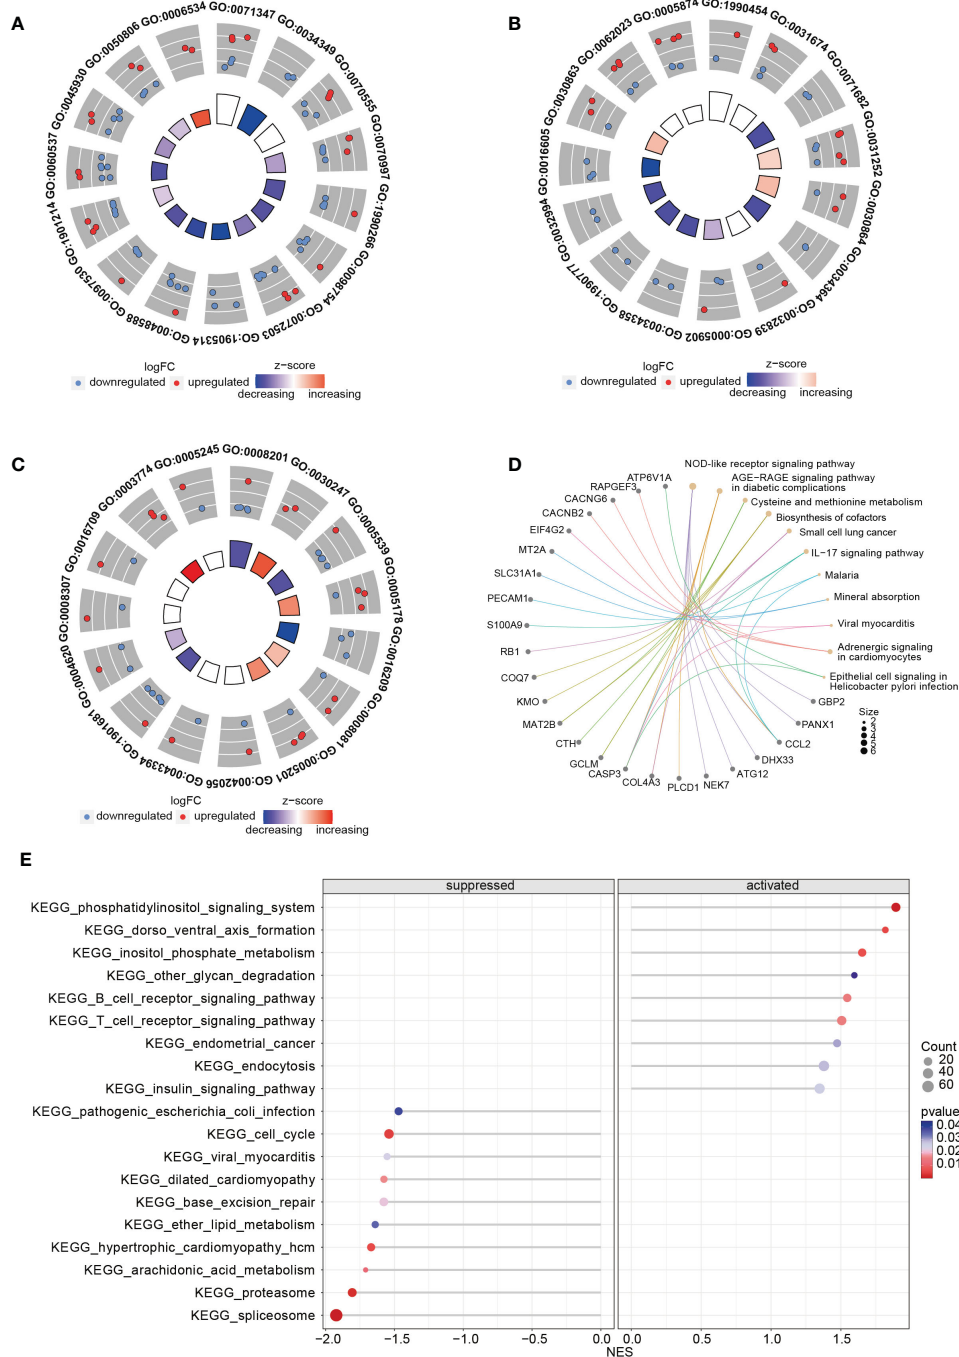 A
GO:0071347
GO:0034349
GO:0070555
GO:0070997
GO:1990266
GO:0098754
GO:0072503
GO:1905314
GO:0048588
GO:0097530
GO:1901214
GO:0060537
GO:0045930
GO:0050806
GO:0006534
logFC
z−score
downregulated
upregulated
decreasing
increasing
B
GO:1990454
GO:0031674
GO:0071682
GO:0031252
GO:0030864
GO:0034364
GO:0032839
GO:0005902
GO:0034358
GO:1990777
GO:0032994
GO:0016605
GO:0030863
GO:0062023
GO:0005874
logFC
z−score
downregulated
upregulated
decreasing
increasing
C
GO:0008201
GO:0030247
GO:0005539
GO:0005178
GO:0016209
GO:0008081
GO:0005201
GO:0042056
GO:0043394
GO:1901681
GO:0004620
GO:0008307
GO:0016709
GO:0003774
GO:0005245
logFC
z−score
downregulated
upregulated
decreasing
increasing
D
NOD-like receptor signaling pathway
AGE−RAGE signaling pathway
in diabetic complications
Cysteine and methionine metabolism
Biosynthesis of cofactors
Small cell lung cancer
IL−17 signaling pathway
Malaria
Mineral absorption
Viral myocarditis
Adrenergic signaling
in cardiomyocytes
Epithelial cell signaling in
Helicobacter pylori infection
GBP2
PANX1
CCL2
DHX33
ATG12
NEK7
PLCD1
COL4A3
CASP3
GCLM
CTH
MAT2B
KMO
COQ7
RB1
S100A9
PECAM1
SLC31A1
MT2A
EIF4G2
CACNB2
CACNG6
RAPGEF3
ATP6V1A
Size
2
3
4
5
6
E
suppressed
activated
KEGG_phosphatidylinositol_signaling_system
KEGG_dorso_ventral_axis_formation
KEGG_inositol_phosphate_metabolism
KEGG_other_glycan_degradation
KEGG_B_cell_receptor_signaling_pathway
KEGG_T_cell_receptor_signaling_pathway
KEGG_endometrial_cancer
KEGG_endocytosis
KEGG_insulin_signaling_pathway
KEGG_pathogenic_escherichia_coli_infection
KEGG_cell_cycle
KEGG_viral_myocarditis
KEGG_dilated_cardiomyopathy
KEGG_base_excision_repair
KEGG_ether_lipid_metabolism
KEGG_hypertrophic_cardiomyopathy_hcm
KEGG_arachidonic_acid_metabolism
KEGG_proteasome
KEGG_spliceosome
−2.0 −1.5 −1.0 −0.5 0.0 0.0 0.5 1.0 1.5
NES
Count
20
40
60
pvalue
0.04
0.03
0.02
0.01